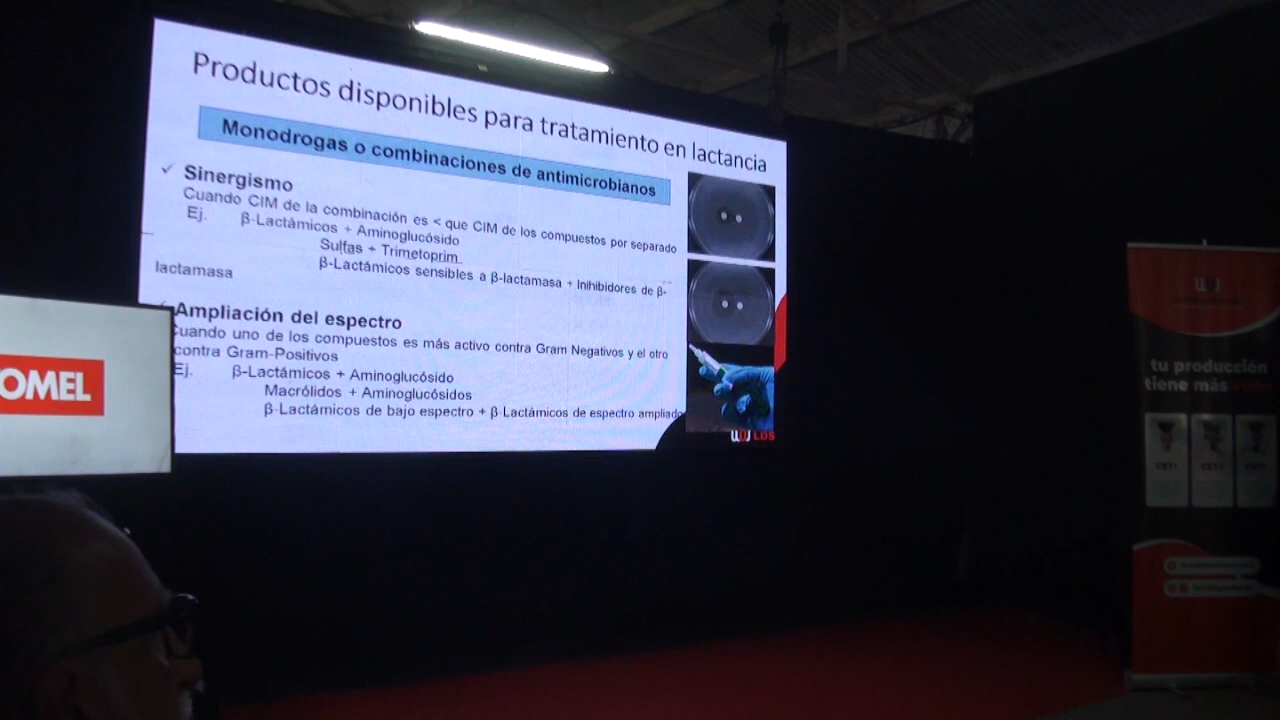 Productos disponibles para tratamiento en lactancia
Monodrogas o combinaciones de antimicrobianos
✓ Sinergismo
Cuando CIM de la combinación es < que CIM de los compuestos por separado
Ej. β-Lactámicos + Aminoglucósido
Sulfas + Trimetoprim
β-Lactámicos sensibles a β-lactamasa + Inihibidores de β-
lactamasa
Ampliación del espectro
Cuando uno de los compuestos es más activo contra Gram Negativos y el otro
contra Gram-Positivos
Ej. β-Lactámicos + Aminoglucósido
Macrólidos + Aminoglucósidos
β-Lactámicos de bajo espectro + β-Lactámicos de espectro ampliado
LDS
OMEL
tu producción
tiene más